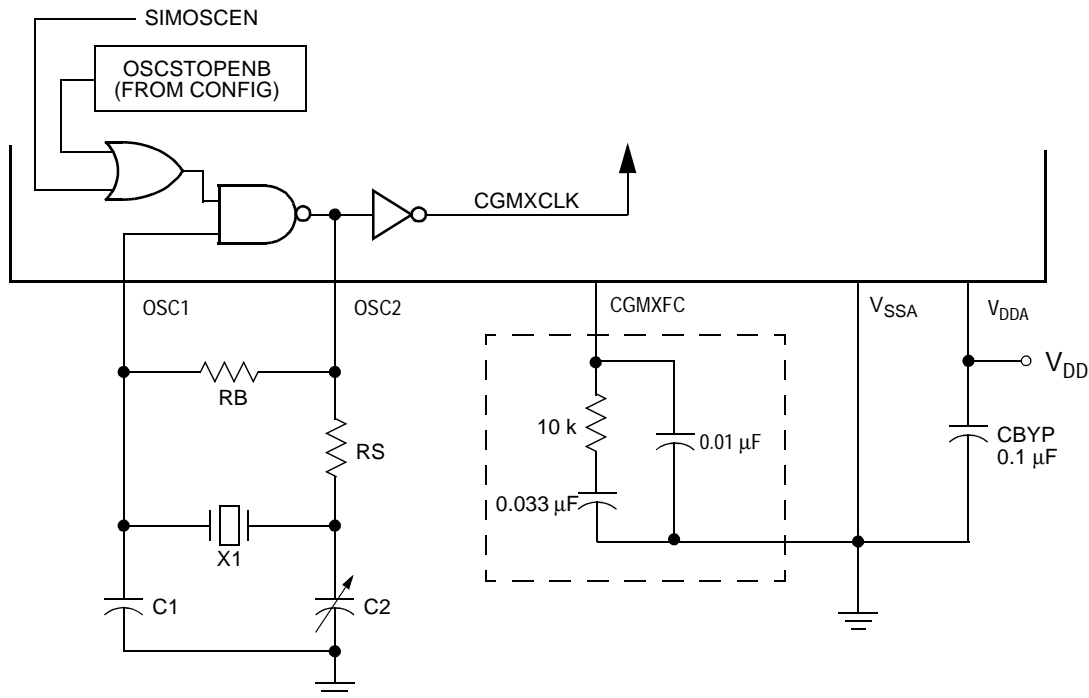 SIMOSCEN
OSCSTOPENB
(FROM CONFIG)
CGMXCLK
OSC1
OSC2
CGMXFC
VSSA
VDDA
VDD
RB
10 k
0.01 µF
CBYP
0.1 µF
RS
0.033 µF
X1
C1
C2